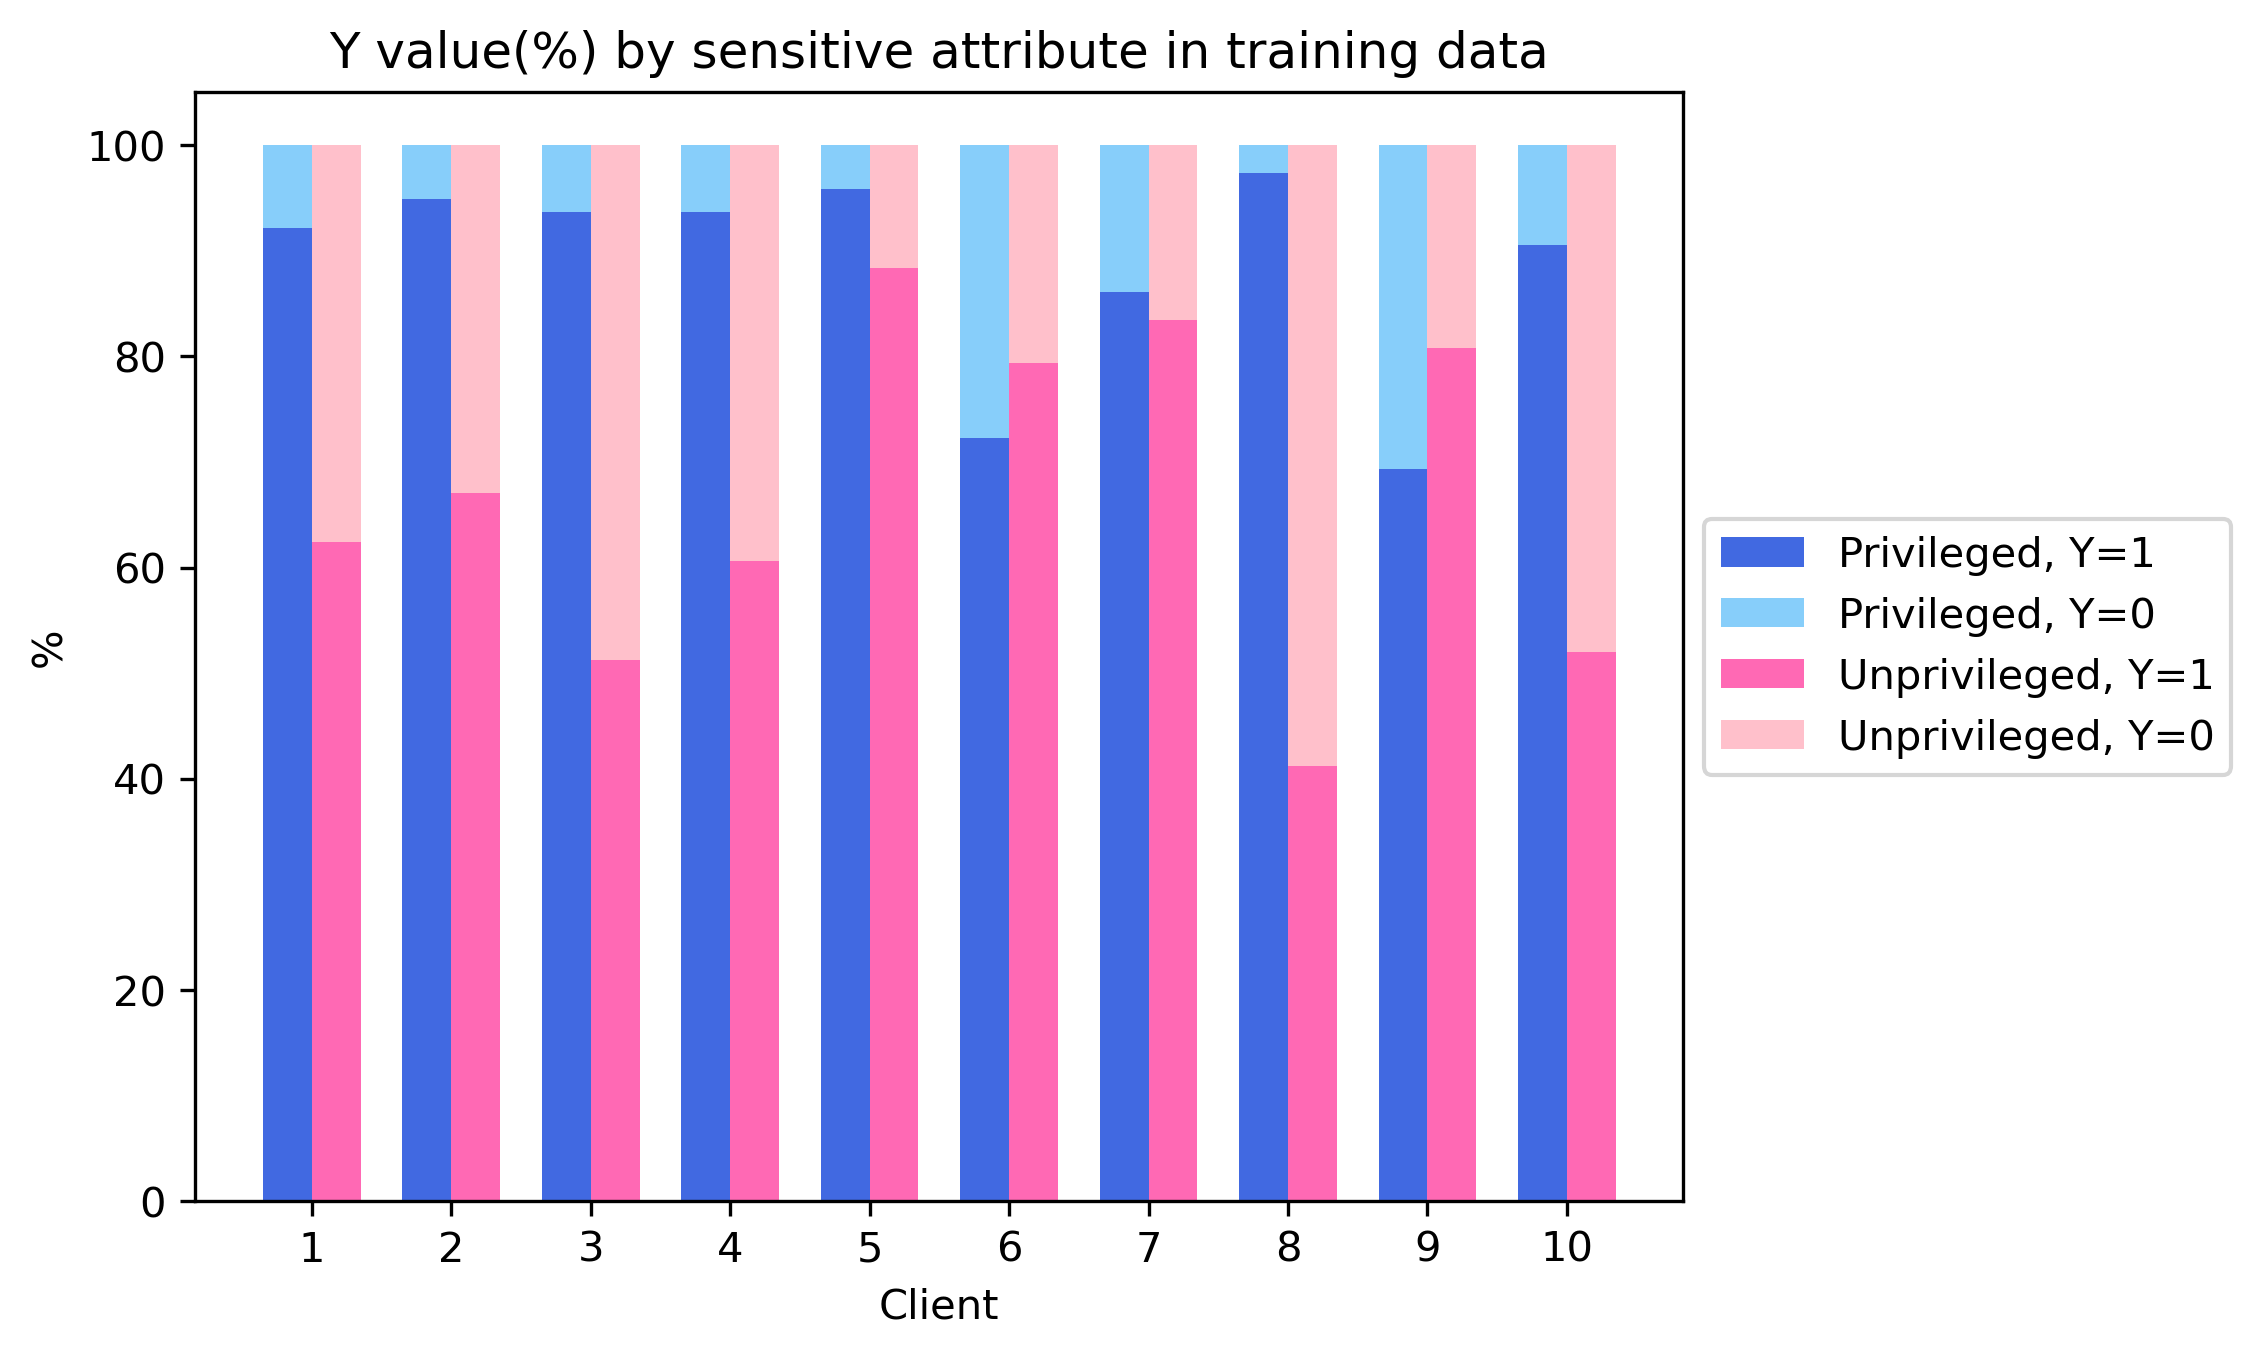 Y value(%) by sensitive attribute in training data
100
80
60
40
20
0
%
1 2 3 4 5 6 7 8 9 10
Client
Privileged, Y=1
Privileged, Y=0
Unprivileged, Y=1
Unprivileged, Y=0